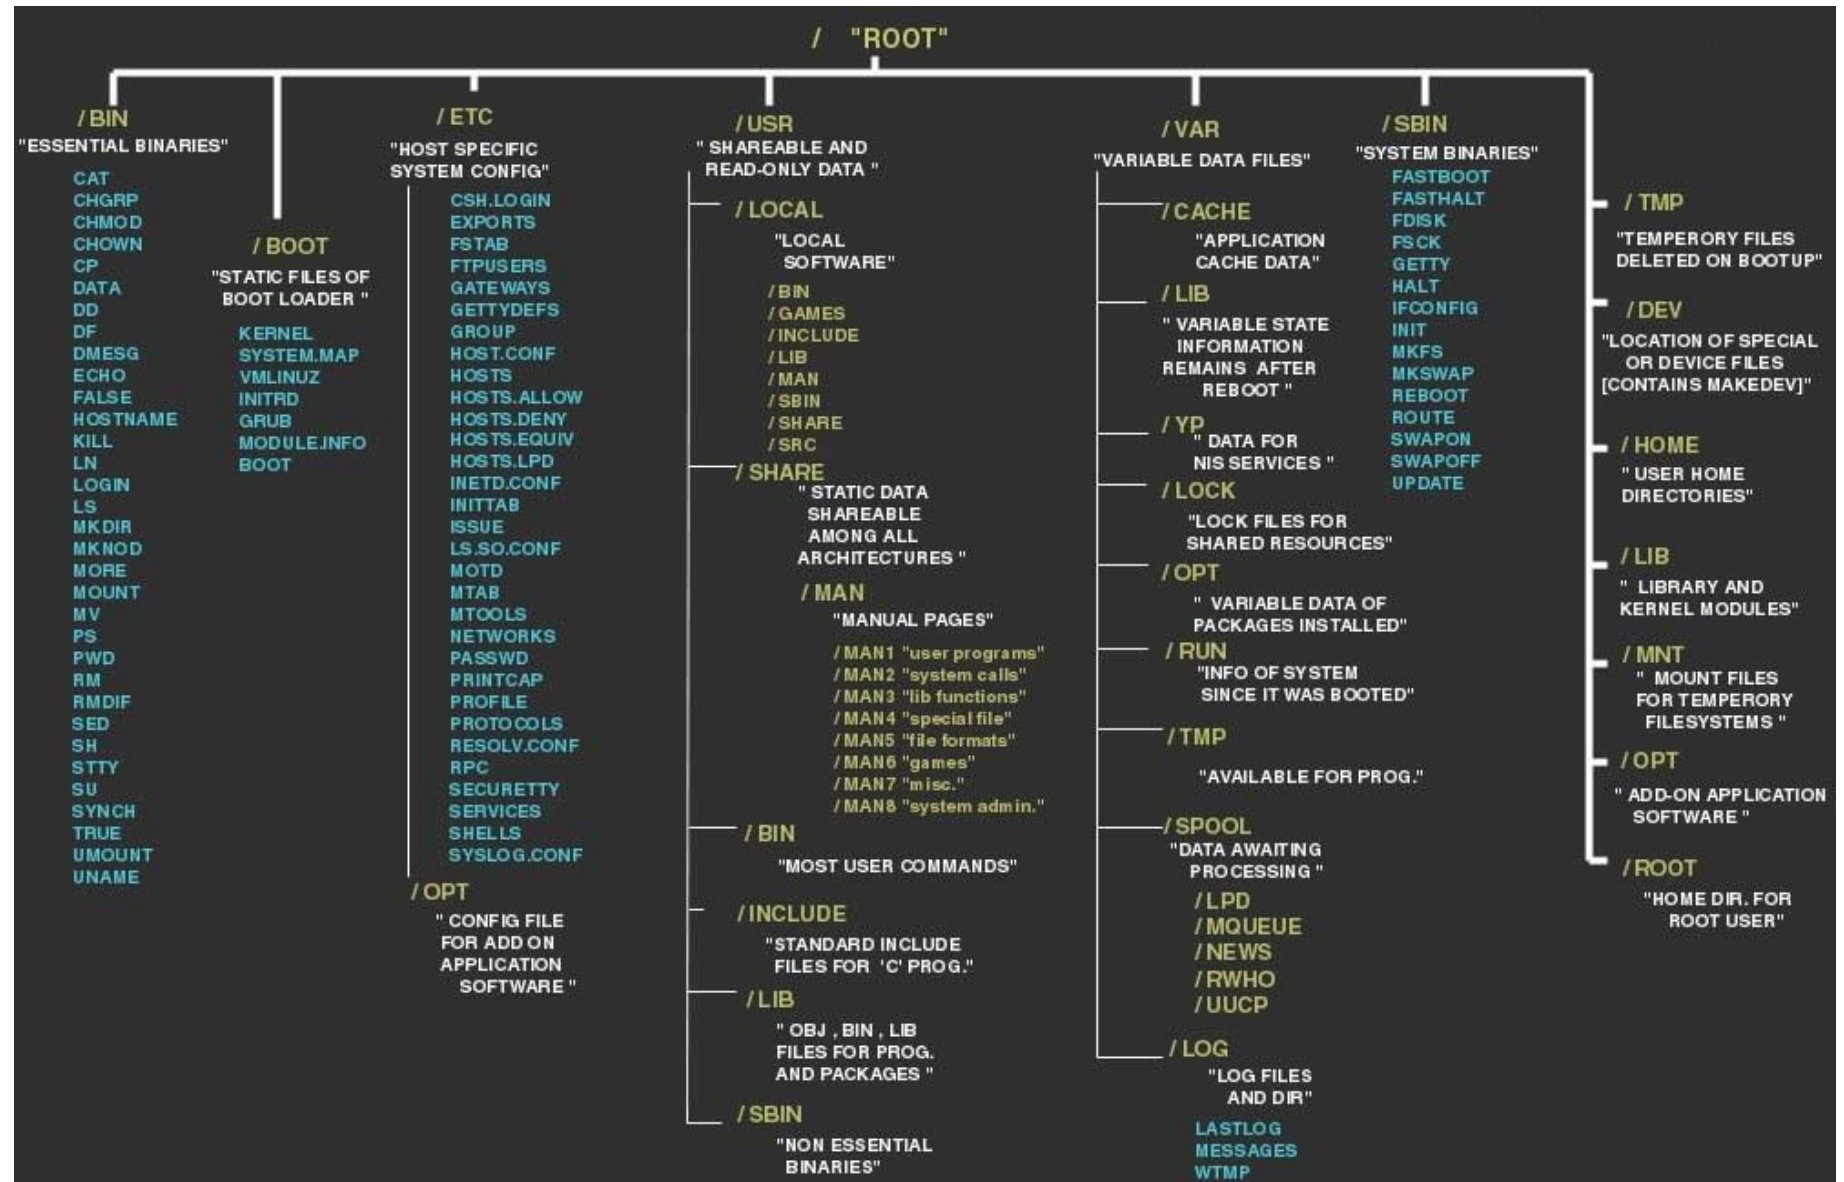 / "ROOT"
/ BIN
"ESSENTIAL BINARIES"
CAT
CHGRP
CHMOD
CHOWN
CP
DATA
DD
DF
DMESG
ECHO
FALSE
HOSTNAME
KILL
LN
LOGIN
LS
MKDIR
MKNOD
MORE
MOUNT
MV
PS
PWD
RM
RMDIF
SED
SH
STTY
SU
SYNCH
TRUE
UMOUNT
UNAME
/ BOOT
"STATIC FILES OF
BOOT LOADER "
KERNEL
SYSTEM.MAP
VMLINUZ
INITRD
GRUB
MODULE.INFO
BOOT
/ ETC
"HOST SPECIFIC
SYSTEM CONFIG"
CSH.LOGIN
EXPORTS
FSTAB
FTPUSERS
GATEWAYS
GETTYDEFS
GROUP
HOST.CONF
HOSTS
HOSTS.ALLOW
HOSTS.DENY
HOSTS.EQUIV
HOSTS.LPD
INETD.CONF
INITTAB
ISSUE
LS.SO.CONF
MOTD
MTAB
MTOOLS
NETWORKS
PASSWD
PRINTCAP
PROFILE
PROTOCOLS
RESOLV.CONF
RPC
SECURETTY
SERVICES
SHELLS
SYSLOG.CONF
/ OPT
" CONFIG FILE
FOR ADD ON
APPLICATION
SOFTWARE "
/ USR
" SHAREABLE AND
READ-ONLY DATA "
/ LOCAL
"LOCAL
SOFTWARE"
/ BIN
/ GAMES
/ INCLUDE
/ LIB
/ MAN
/ SBIN
/ SHARE
/ SRC
/ SHARE
" STATIC DATA
SHAREABLE
AMONG ALL
ARCHITECTURES "
/ MAN
"MANUAL PAGES"
/ MAN1 "user programs"
/ MAN2 "system calls"
/ MAN3 "lib functions"
/ MAN4 "special file"
/ MAN5 "file formats"
/ MAN6 "games"
/ MAN7 "misc."
/ MAN8 "system admin."
/ BIN
"MOST USER COMMANDS"
/ INCLUDE
"STANDARD INCLUDE
FILES FOR 'C' PROG."
/ LIB
" OBJ , BIN , LIB
FILES FOR PROG.
AND PACKAGES "
/ SBIN
"NON ESSENTIAL
BINARIES"
/ VAR
"VARIABLE DATA FILES"
/ CACHE
"APPLICATION
CACHE DATA"
/ LIB
" VARIABLE STATE
INFORMATION
REMAINS AFTER
REBOOT "
/ YP
" DATA FOR
NIS SERVICES "
/ LOCK
"LOCK FILES FOR
SHARED RESOURCES"
/ OPT
" VARIABLE DATA OF
PACKAGES INSTALLED"
/ RUN
"INFO OF SYSTEM
SINCE IT WAS BOOTED"
/ TMP
"AVAILABLE FOR PROG."
/ SPOOL
"DATA AWAITING
PROCESSING "
/ LPD
/ MQUEUE
/ NEWS
/ RWHO
/ UUCP
/ LOG
"LOG FILES
AND DIR"
LASTLOG
MESSAGES
WTMP
/ SBIN
"SYSTEM BINARIES"
FASTBOOT
FASTHALT
FDISK
FSCK
GETTY
HALT
IFCONFIG
INIT
MKFS
MKSWAP
REBOOT
ROUTE
SWAPON
SWAPOFF
UPDATE
/ TMP
"TEMPERORY FILES
DELETED ON BOOTUP"
/ DEV
"LOCATION OF SPECIAL
OR DEVICE FILES
[CONTAINS MAKEDEV]"
/ HOME
" USER HOME
DIRECTORIES"
/ LIB
" LIBRARY AND
KERNEL MODULES"
/ MNT
" MOUNT FILES
FOR TEMPERORY
FILESYSTEMS "
/ OPT
" ADD-ON APPLICATION
SOFTWARE "
/ ROOT
"HOME DIR. FOR
ROOT USER"